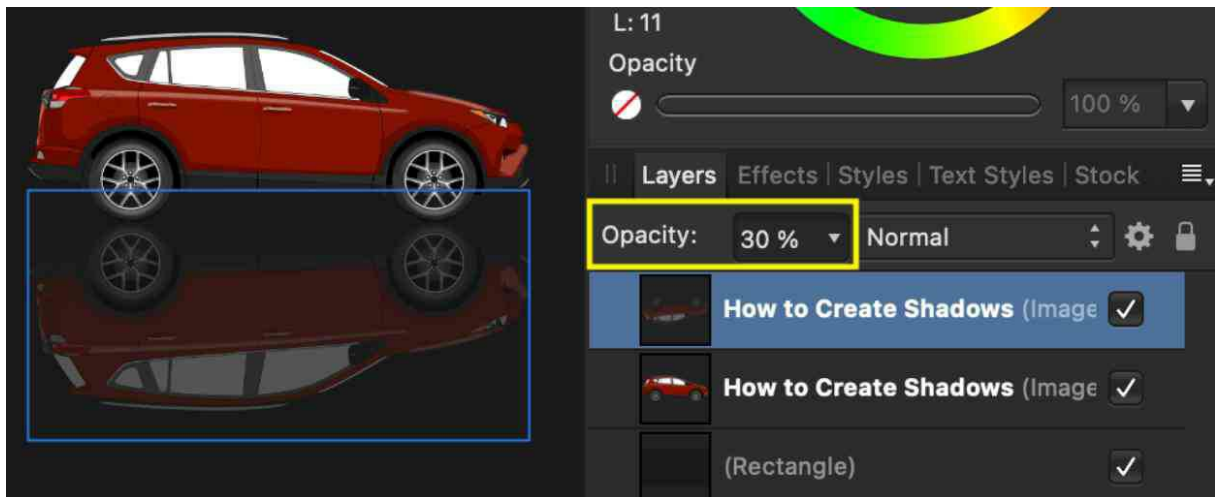 L: 11
Opacity
100 %
Layers Effects | Styles | Text Styles | Stock
Opacity: 30 % Normal
How to Create Shadows (Image
How to Create Shadows (Image
(Rectangle)